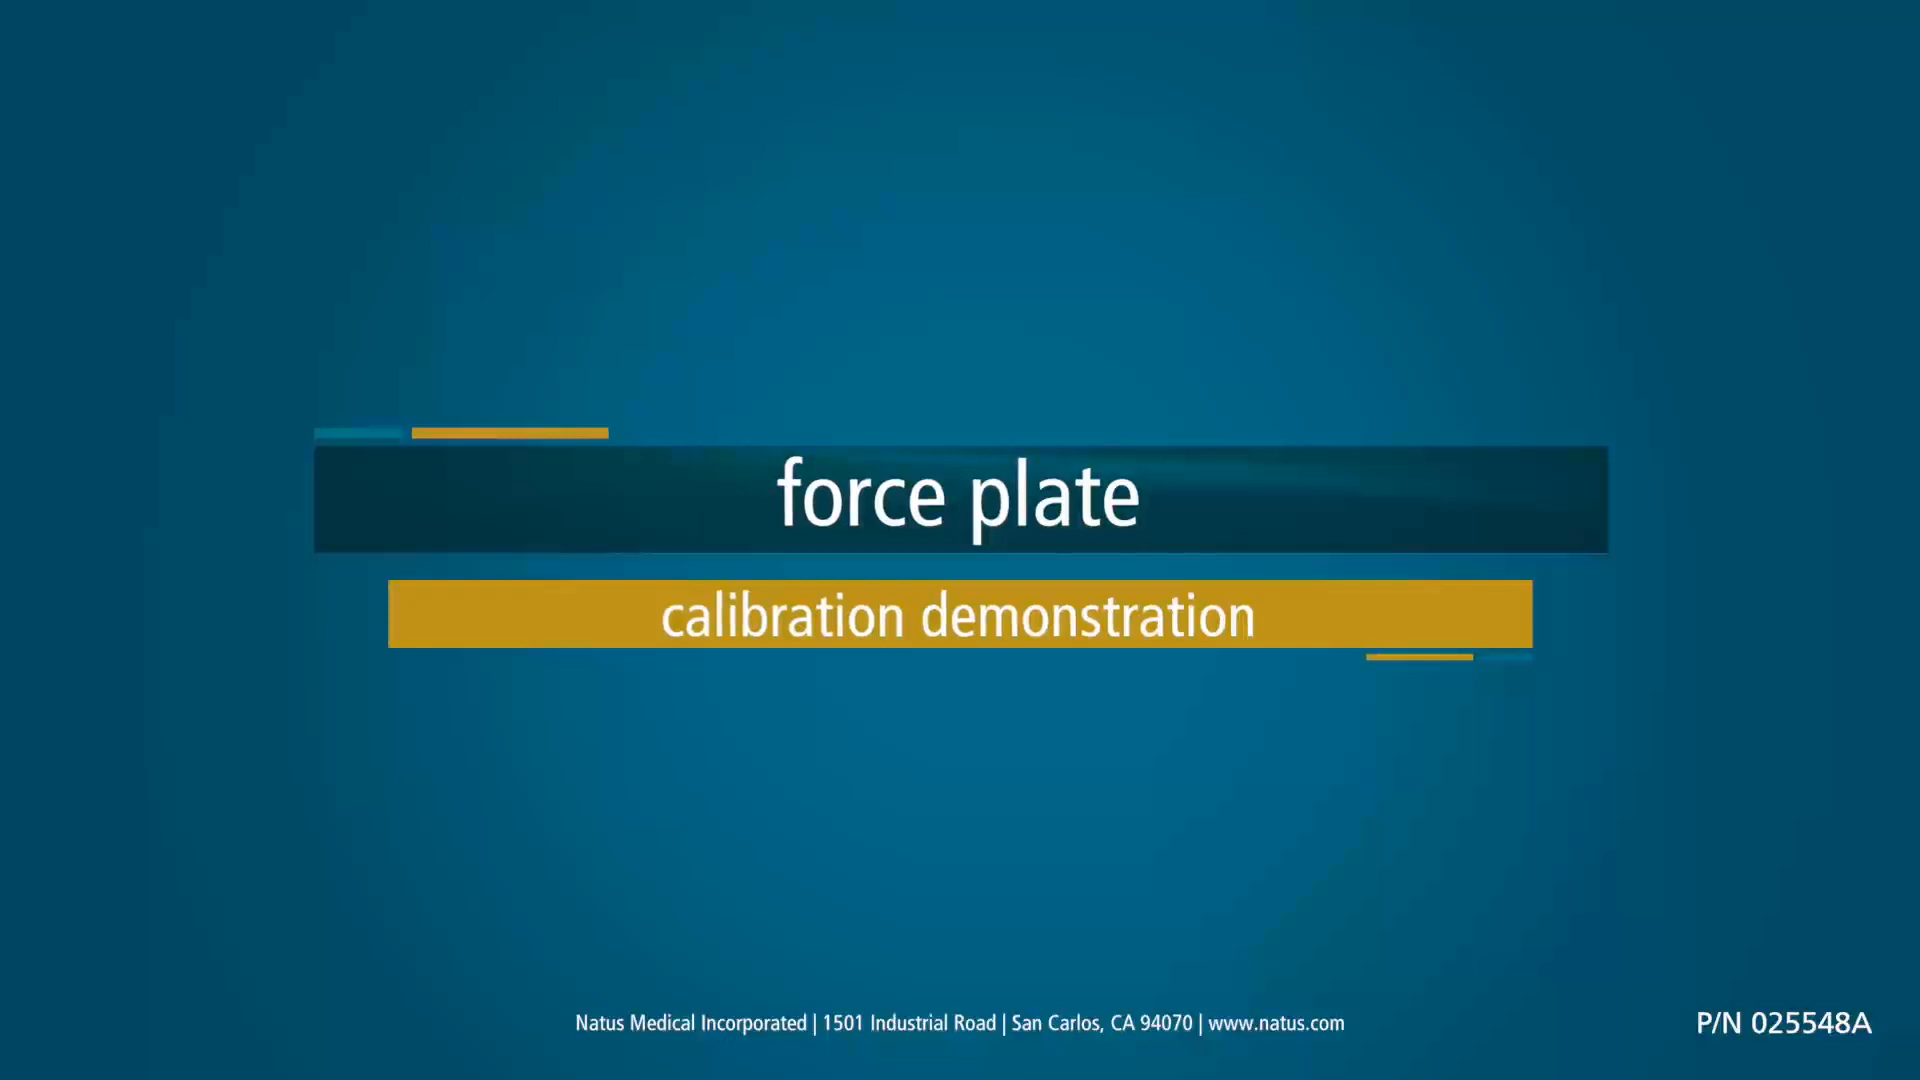 force plate
calibration demonstration
Natus Medical Incorporated | 1501 Industrial Road | San Carlos, CA 94070 | www.natus.com
P/N 025548A